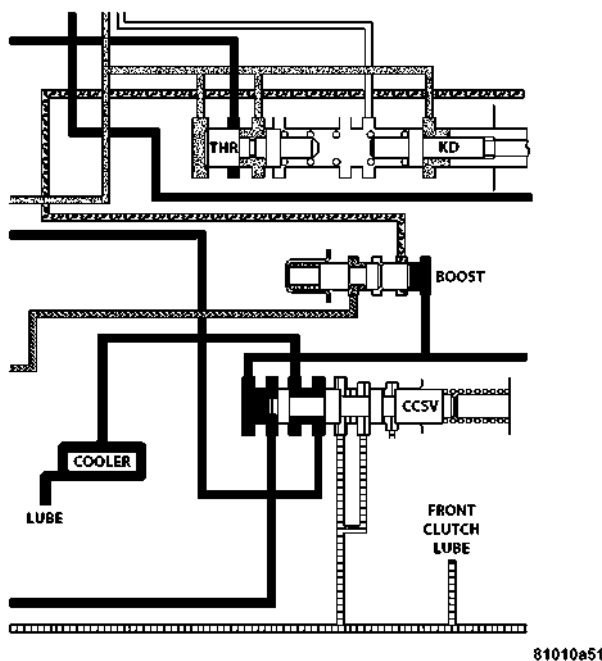 THR
KD
BOOST
CCSV
COOLER
LUBE
FRONT
CLUTCH
LUBE
81010a51